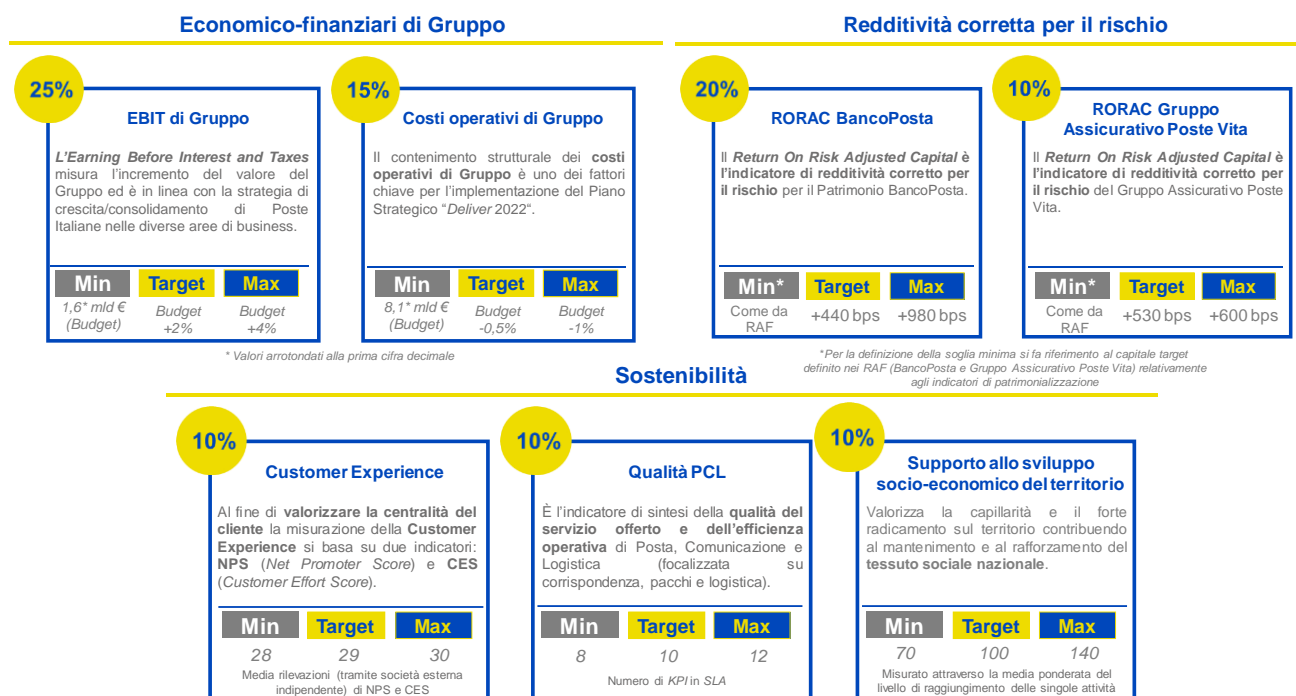 Economico-finanziari di Gruppo
25%
EBIT di Gruppo
L'Earning Before Interest and Taxes
misura l'incremento del valore del
Gruppo ed è in linea con la strategia di
crescita/consolidamento di Poste
Italiane nelle diverse aree di business.
Min Target Max
1,6* mld € (Budget)
Budget +2%
Budget +4%
15%
Costi operativi di Gruppo
Il contenimento strutturale dei costi
operativi di Gruppo è uno dei fattori
chiave per l'implementazione del Piano
Strategico "Deliver 2022".
Min Target Max
8,1* mld € (Budget)
Budget -0,5%
Budget -1%
* Valori arrotondati alla prima cifra decimale
Redditività corretta per il rischio
20%
RORAC BancoPosta
Il Return On Risk Adjusted Capital è
l'indicatore di redditività corretto per
il rischio per il Patrimonio BancoPosta.
Min* Target Max
Come da RAF
+440 bps
+980 bps
10%
RORAC Gruppo
Assicurativo Poste Vita
Il Return On Risk Adjusted Capital è
l'indicatore di redditività corretto per
il rischio del Gruppo Assicurativo Poste
Vita.
Min* Target Max
Come da RAF
+530 bps
+600 bps
*Per la definizione della soglia minima si fa riferimento al capitale target
definito nei RAF (BancoPosta e Gruppo Assicurativo Poste Vita) relativamente
agli indicatori di patrimonializzazione
Sostenibilità
10%
Customer Experience
Al fine di valorizzare la centralità del
cliente la misurazione della Customer
Experience si basa su due indicatori:
NPS (Net Promoter Score) e CES
(Customer Effort Score).
Min Target Max
28 29 30
Media rilevazioni (tramite società esterna
indipendente) di NPS e CES
10%
Qualità PCL
È l'indicatore di sintesi della qualità del
servizio offerto e dell'efficienza
operativa di Posta, Comunicazione e
Logistica (focalizzata su
corrispondenza, pacchi e logistica).
Min Target Max
8 10 12
Numero di KPI in SLA
10%
Supporto allo sviluppo
socio-economico del territorio
Valorizza la capillarità e il forte
radicamento sul territorio contribuendo
al mantenimento e al rafforzamento del
tessuto sociale nazionale.
Min Target Max
70 100 140
Misurato attraverso la media ponderata del
livello di raggiungimento delle singole attività